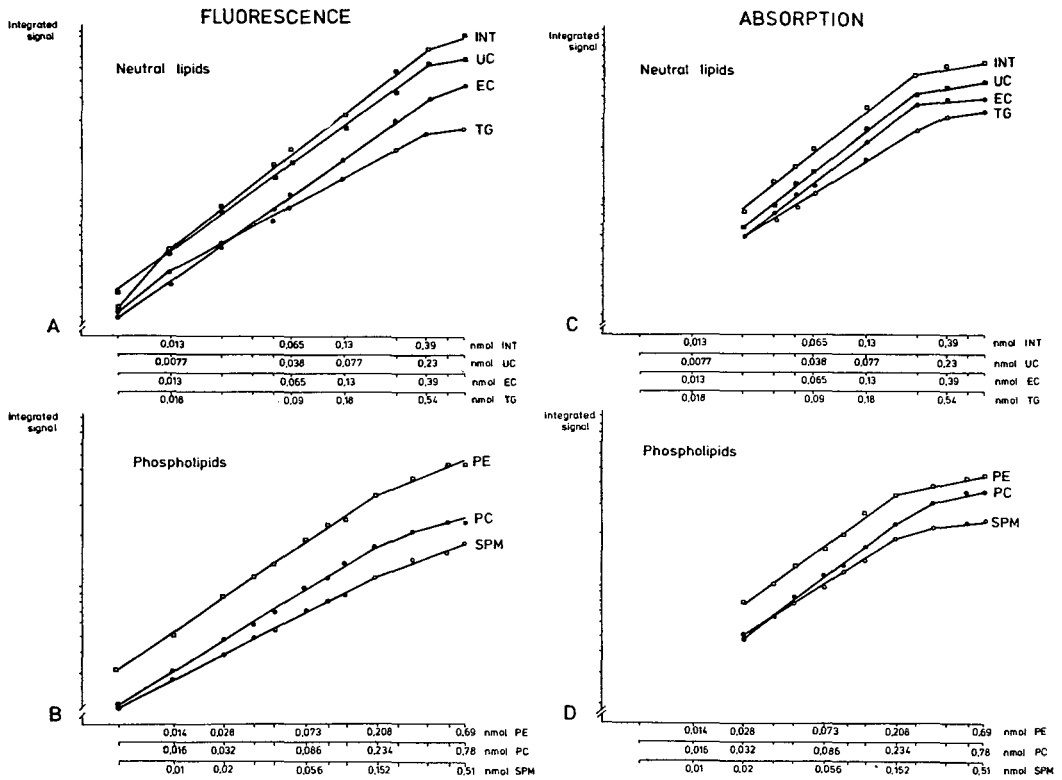 FLUORESCENCE
ABSORPTION
Integrated
signal
Neutral lipids
INT
UC
EC
TG
A
0,013 0,065 0,13 0,39 nmol INT
0,0077 0,038 0,077 0,23 nmol UC
0,013 0,065 0,13 0,39 nmol EC
0,018 0,09 0,18 0,54 nmol TG
Integrated
signal
Neutral lipids
INT
UC
EC
TG
C
0,013 0,065 0,13 0,39 nmol INT
0,0077 0,038 0,077 0,23 nmol UC
0,013 0,065 0,13 0,39 nmol EC
0,018 0,09 0,18 0,54 nmol TG
Integrated
signal
Phospholipids
PE
PC
SPM
B
0,014 0,028 0,073 0,208 0,69 nmol PE
0,016 0,032 0,086 0,234 0,78 nmol PC
0,01 0,02 0,056 0,152 0,51 nmol SPM
Integrated
signal
Phospholipids
PE
PC
SPM
D
0,014 0,028 0,073 0,208 0,69 nmol PE
0,016 0,032 0,086 0,234 0,78 nmol PC
0,01 0,02 0,056 0,152 0,51 nmol SPM